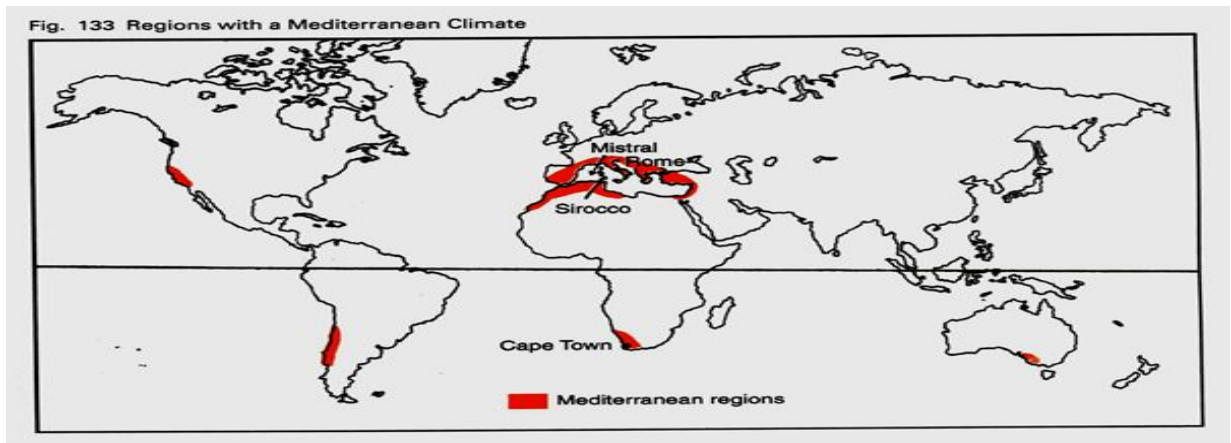 Fig. 133 Regions with a Mediterranean Climate
Mistral
Rome
Sirocco
Cape Town
Mediterranean regions